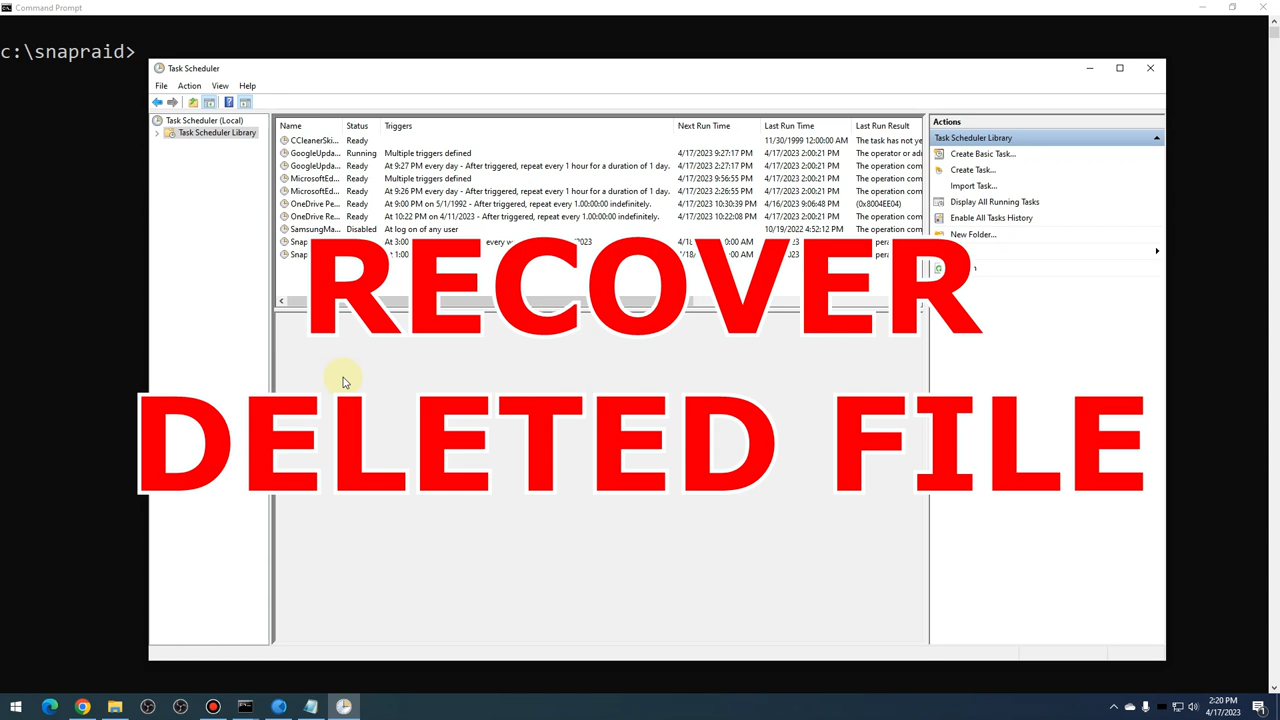 Command Prompt
c:\snapraid>
Task Scheduler
File Action View Help
Task Scheduler (Local)
Task Scheduler Library
Name Status Triggers Next Run Time Last Run Time Last Run Result
CCleanerSki... Ready 11/30/1999 12:00:00 AM The task has not ye
GoogleUpda... Running Multiple triggers defined 4/17/2023 9:27:17 PM 4/17/2023 2:00:21 PM The operator or ad
GoogleUpda... Ready At 9:27 PM every day - After triggered, repeat every 1 hour for a duration of 1 day. 4/17/2023 2:27:17 PM 4/17/2023 2:00:21 PM The operation com
MicrosoftEd... Ready Multiple triggers defined 4/17/2023 9:56:55 PM 4/17/2023 2:00:21 PM The operation com
MicrosoftEd... Ready At 9:26 PM every day - After triggered, repeat every 1 hour for a duration of 1 day. 4/17/2023 2:26:55 PM 4/17/2023 2:00:21 PM The operation com
OneDrive Pe... Ready At 9:00 PM on 5/1/1992 - After triggered, repeat every 1.00:00:00 indefinitely. 4/17/2023 10:30:39 PM 4/16/2023 9:06:48 PM (0x8004EE04)
OneDrive Re... Ready At 10:22 PM on 4/11/2023 - After triggered, repeat every 1.00:00:00 indefinitely. 4/17/2023 10:22:08 PM 4/17/2023 2:00:21 PM The operation com
SamsungMa... Disabled At log on of any user 10/19/2022 4:52:12 PM The operation com
Snap At 3:00 every
Snap At 1:00
Actions
Task Scheduler Library
Create Basic Task...
Create Task...
Import Task...
Display All Running Tasks
Enable All Tasks History
New Folder...
RECOVER
DELETED FILE
2:20 PM
4/17/2023